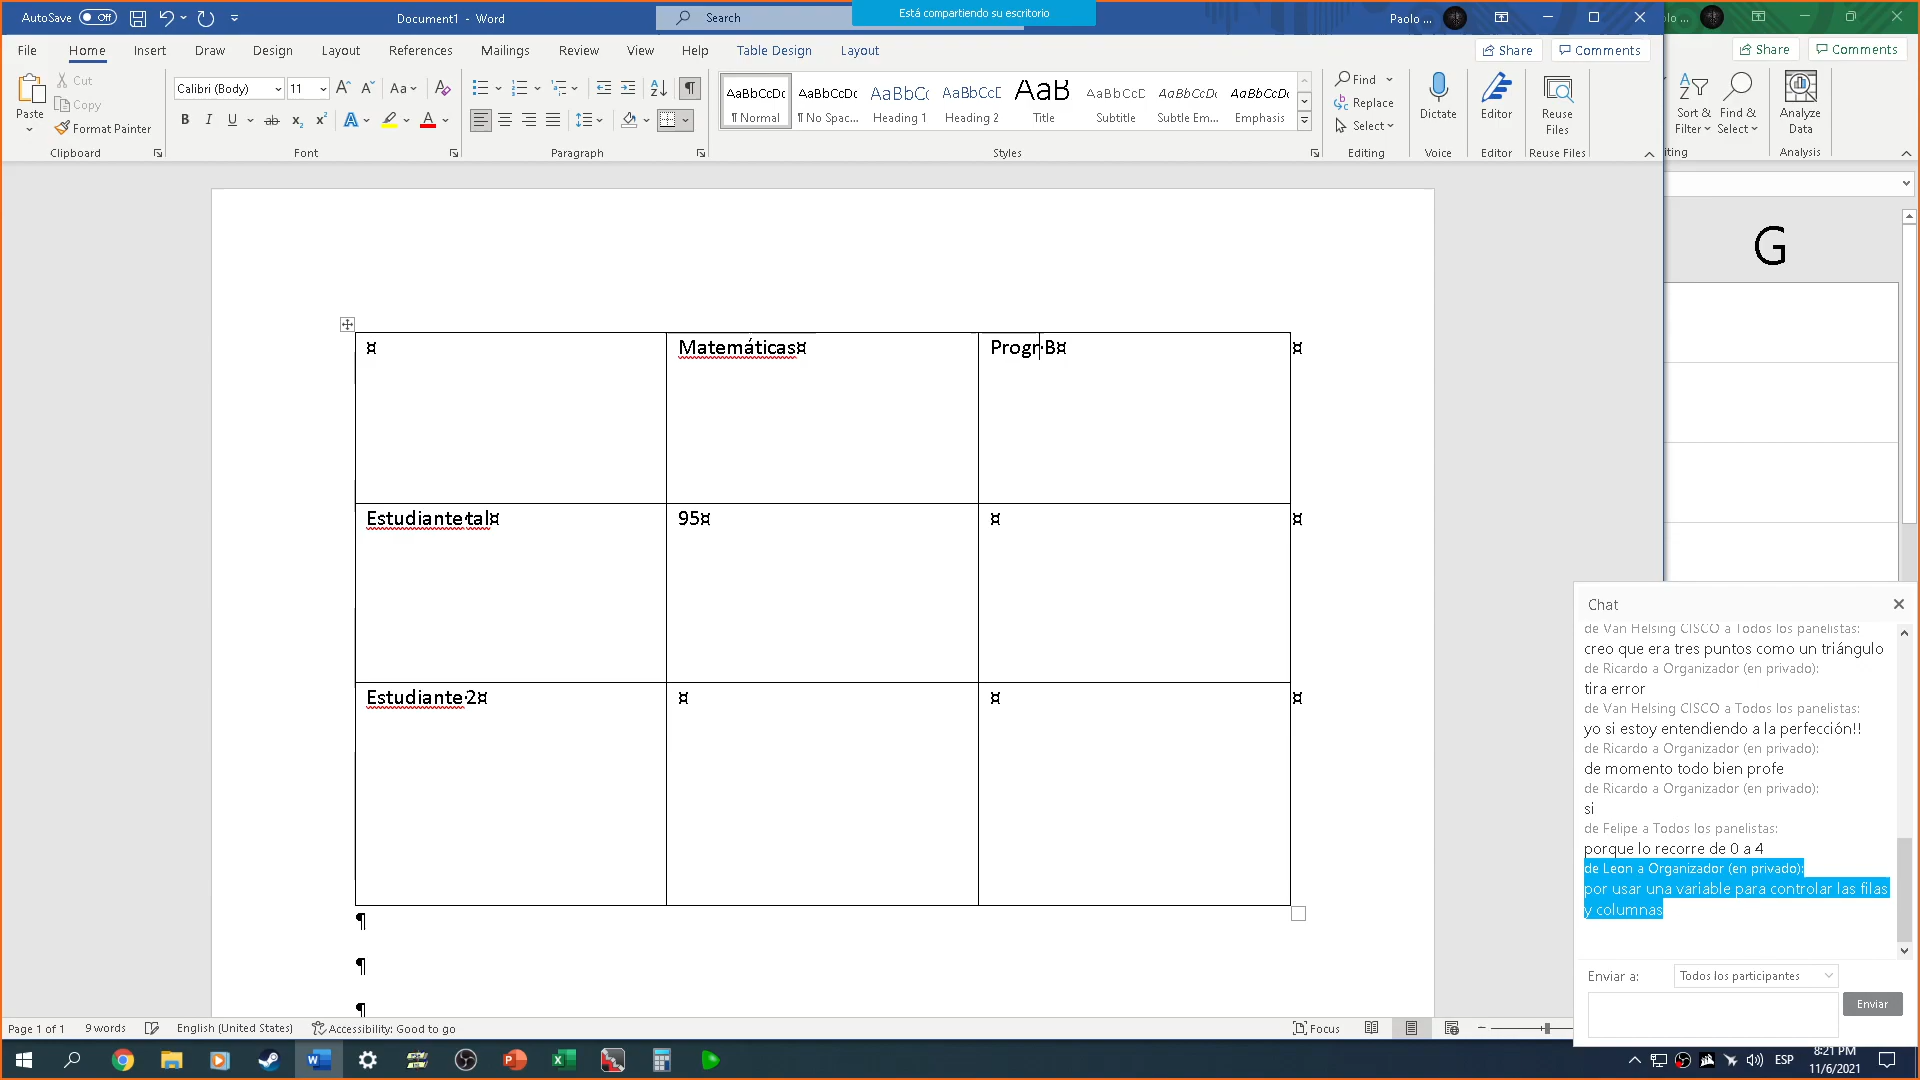 AutoSave Off Document1 - Word Search Está compartiendo su escritorio Paolo ...
File Home Insert Draw Design Layout References Mailings Review View Help Table Design Layout Share Comments Share Comments
Paste Cut Copy Format Painter Clipboard
Calibri (Body) 11 Font
Paragraph
AaBbCcDc ¶ Normal
AaBbCcDc ¶ No Spac...
AaBbCc Heading 1
AaBbCcE Heading 2
AaB Title
AaBbCcD Subtitle
AaBbCcDc Subtle Em...
AaBbCcDc Emphasis
Styles
Find
Replace
Select
Editing
Dictate Voice
Editor Editor
Reuse Files Reuse Files
Sort & Filter Find & Select
Analyze Data Analysis
G
¤ Matemáticas¤ Progr·B¤ ¤
Estudiante·tal¤ 95¤ ¤ ¤
Estudiante·2¤ ¤ ¤ ¤
¶
¶
¶
Chat
de Van Helsing CISCO a Todos los panelistas:
creo que era tres puntos como un triángulo
de Ricardo a Organizador (en privado):
tira error
de Van Helsing CISCO a Todos los panelistas:
yo si estoy entendiendo a la perfección!!
de Ricardo a Organizador (en privado):
de momento todo bien profe
de Ricardo a Organizador (en privado):
si
de Felipe a Todos los panelistas:
porque lo recorre de 0 a 4
de Leon a Organizador (en privado):
por usar una variable para controlar las filas
y columnas
Enviar a: Todos los participantes
Enviar
Page 1 of 1 9 words English (United States) Accessibility: Good to go Focus
ESP 8:21 PM
11/6/2021